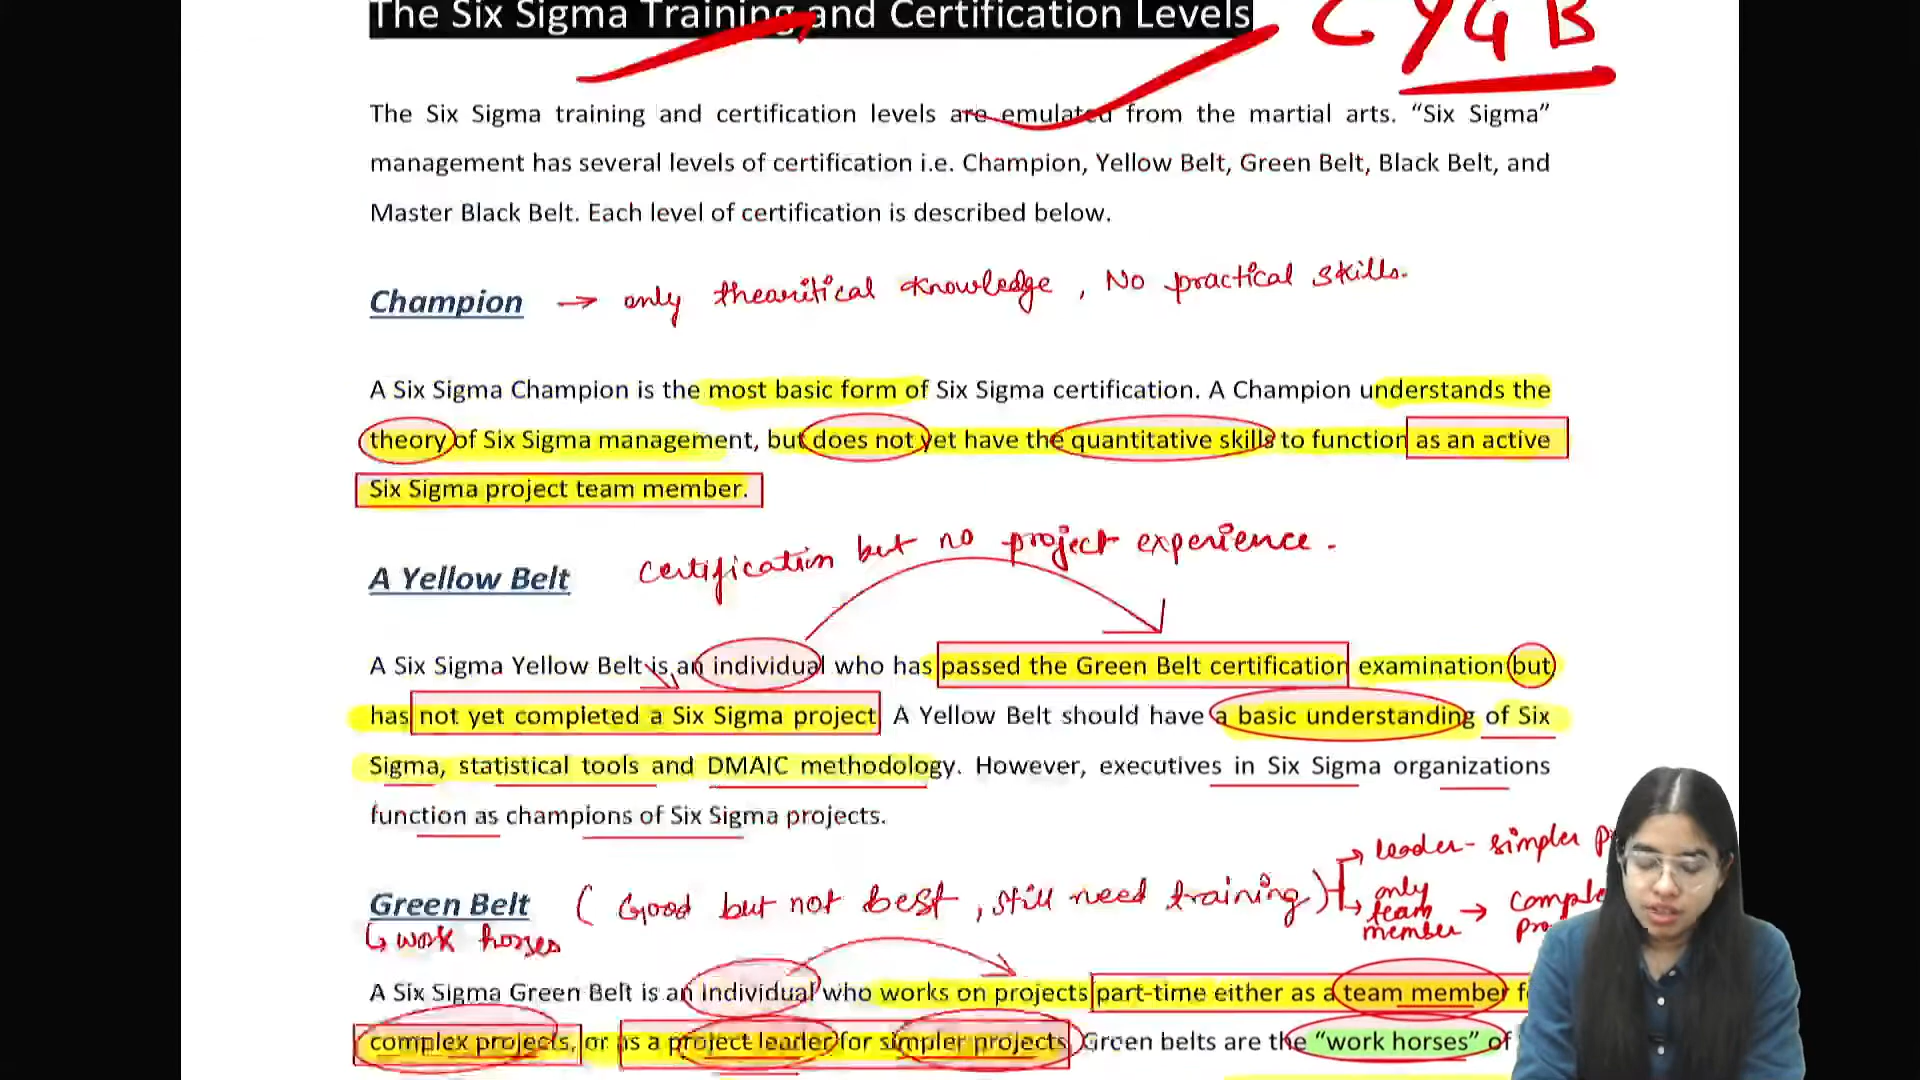 The Six Sigma Training and Certification Levels
C Y G B
The Six Sigma training and certification levels are emulated from the martial arts. “Six Sigma”
management has several levels of certification i.e. Champion, Yellow Belt, Green Belt, Black Belt, and
Master Black Belt. Each level of certification is described below.
Champion → only thearitical knowledge, No practical skills.
A Six Sigma Champion is the most basic form of Six Sigma certification. A Champion understands the
theory of Six Sigma management, but does not yet have the quantitative skills to function as an active
Six Sigma project team member.
certification but no project experience.
A Yellow Belt
A Six Sigma Yellow Belt is an individual who has passed the Green Belt certification examination but
has not yet completed a Six Sigma project A Yellow Belt should have a basic understanding of Six
Sigma, statistical tools and DMAIC methodology. However, executives in Six Sigma organizations
function as champions of Six Sigma projects.
→ leader - simpler p
Green Belt (Good but not best, still need training)
→ only team member → comple
pro
↳ work horses
A Six Sigma Green Belt is an individual who works on projects part-time either as a team member f
complex projects, or as a project leader for simpler projects Green belts are the “work horses” of